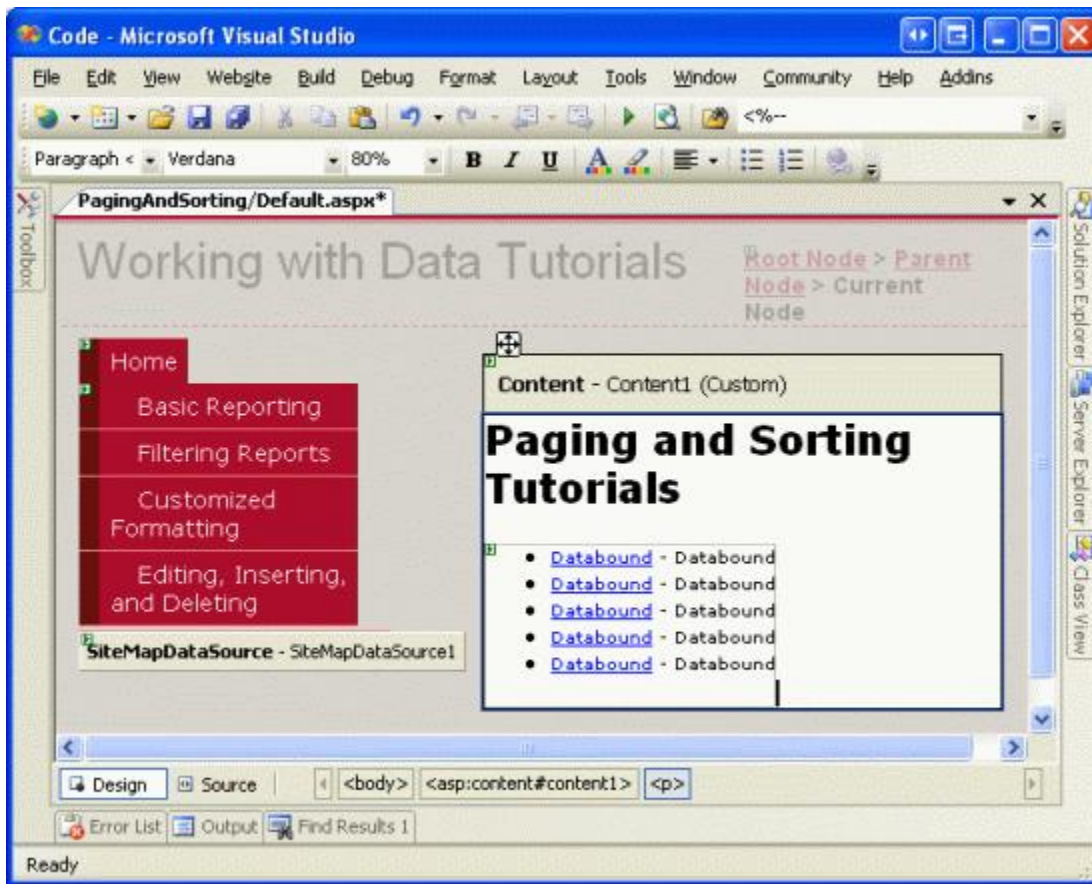 Code - Microsoft Visual Studio
File Edit View Website Build Debug Format Layout Tools Window Community Help Addins
<%--
Paragraph < Verdana 80% B I U A
PagingAndSorting/Default.aspx*
Toolbox
Working with Data Tutorials
Root Node > Parent
Node > Current
Node
Home
Basic Reporting
Filtering Reports
Customized
Formatting
Editing, Inserting,
and Deleting
SiteMapDataSource - SiteMapDataSource1
Content - Content1 (Custom)
Paging and Sorting
Tutorials
• Databound - Databound
• Databound - Databound
• Databound - Databound
• Databound - Databound
• Databound - Databound
Solution Explorer
Server Explorer
Class View
Design Source <body> <asp:content#content1> <p>
Error List Output Find Results 1
Ready